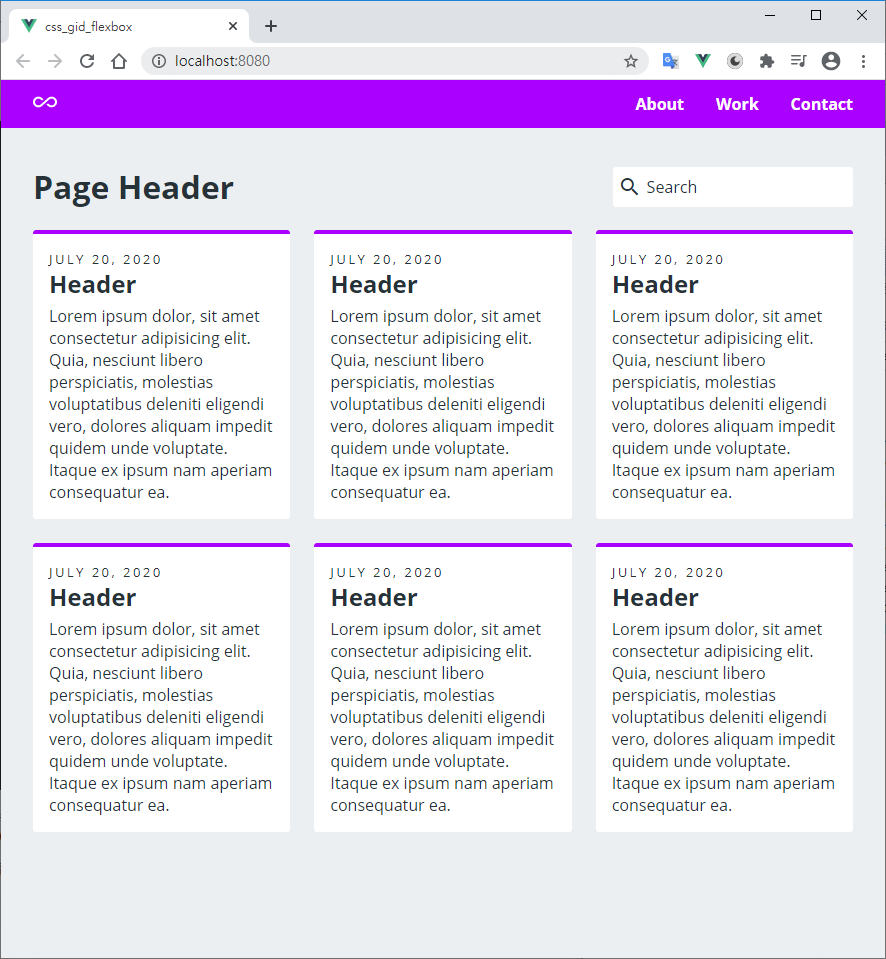 css_gid_flexbox
localhost:8080
About Work Contact
Page Header
Search
JULY 20, 2020
Header
Lorem ipsum dolor, sit amet
consectetur adipisicing elit.
Quia, nesciunt libero
perspiciatis, molestias
voluptatibus deleniti eligendi
vero, dolores aliquam impedit
quidem unde voluptate.
Itaque ex ipsum nam aperiam
consequatur ea.
JULY 20, 2020
Header
Lorem ipsum dolor, sit amet
consectetur adipisicing elit.
Quia, nesciunt libero
perspiciatis, molestias
voluptatibus deleniti eligendi
vero, dolores aliquam impedit
quidem unde voluptate.
Itaque ex ipsum nam aperiam
consequatur ea.
JULY 20, 2020
Header
Lorem ipsum dolor, sit amet
consectetur adipisicing elit.
Quia, nesciunt libero
perspiciatis, molestias
voluptatibus deleniti eligendi
vero, dolores aliquam impedit
quidem unde voluptate.
Itaque ex ipsum nam aperiam
consequatur ea.
JULY 20, 2020
Header
Lorem ipsum dolor, sit amet
consectetur adipisicing elit.
Quia, nesciunt libero
perspiciatis, molestias
voluptatibus deleniti eligendi
vero, dolores aliquam impedit
quidem unde voluptate.
Itaque ex ipsum nam aperiam
consequatur ea.
JULY 20, 2020
Header
Lorem ipsum dolor, sit amet
consectetur adipisicing elit.
Quia, nesciunt libero
perspiciatis, molestias
voluptatibus deleniti eligendi
vero, dolores aliquam impedit
quidem unde voluptate.
Itaque ex ipsum nam aperiam
consequatur ea.
JULY 20, 2020
Header
Lorem ipsum dolor, sit amet
consectetur adipisicing elit.
Quia, nesciunt libero
perspiciatis, molestias
voluptatibus deleniti eligendi
vero, dolores aliquam impedit
quidem unde voluptate.
Itaque ex ipsum nam aperiam
consequatur ea.